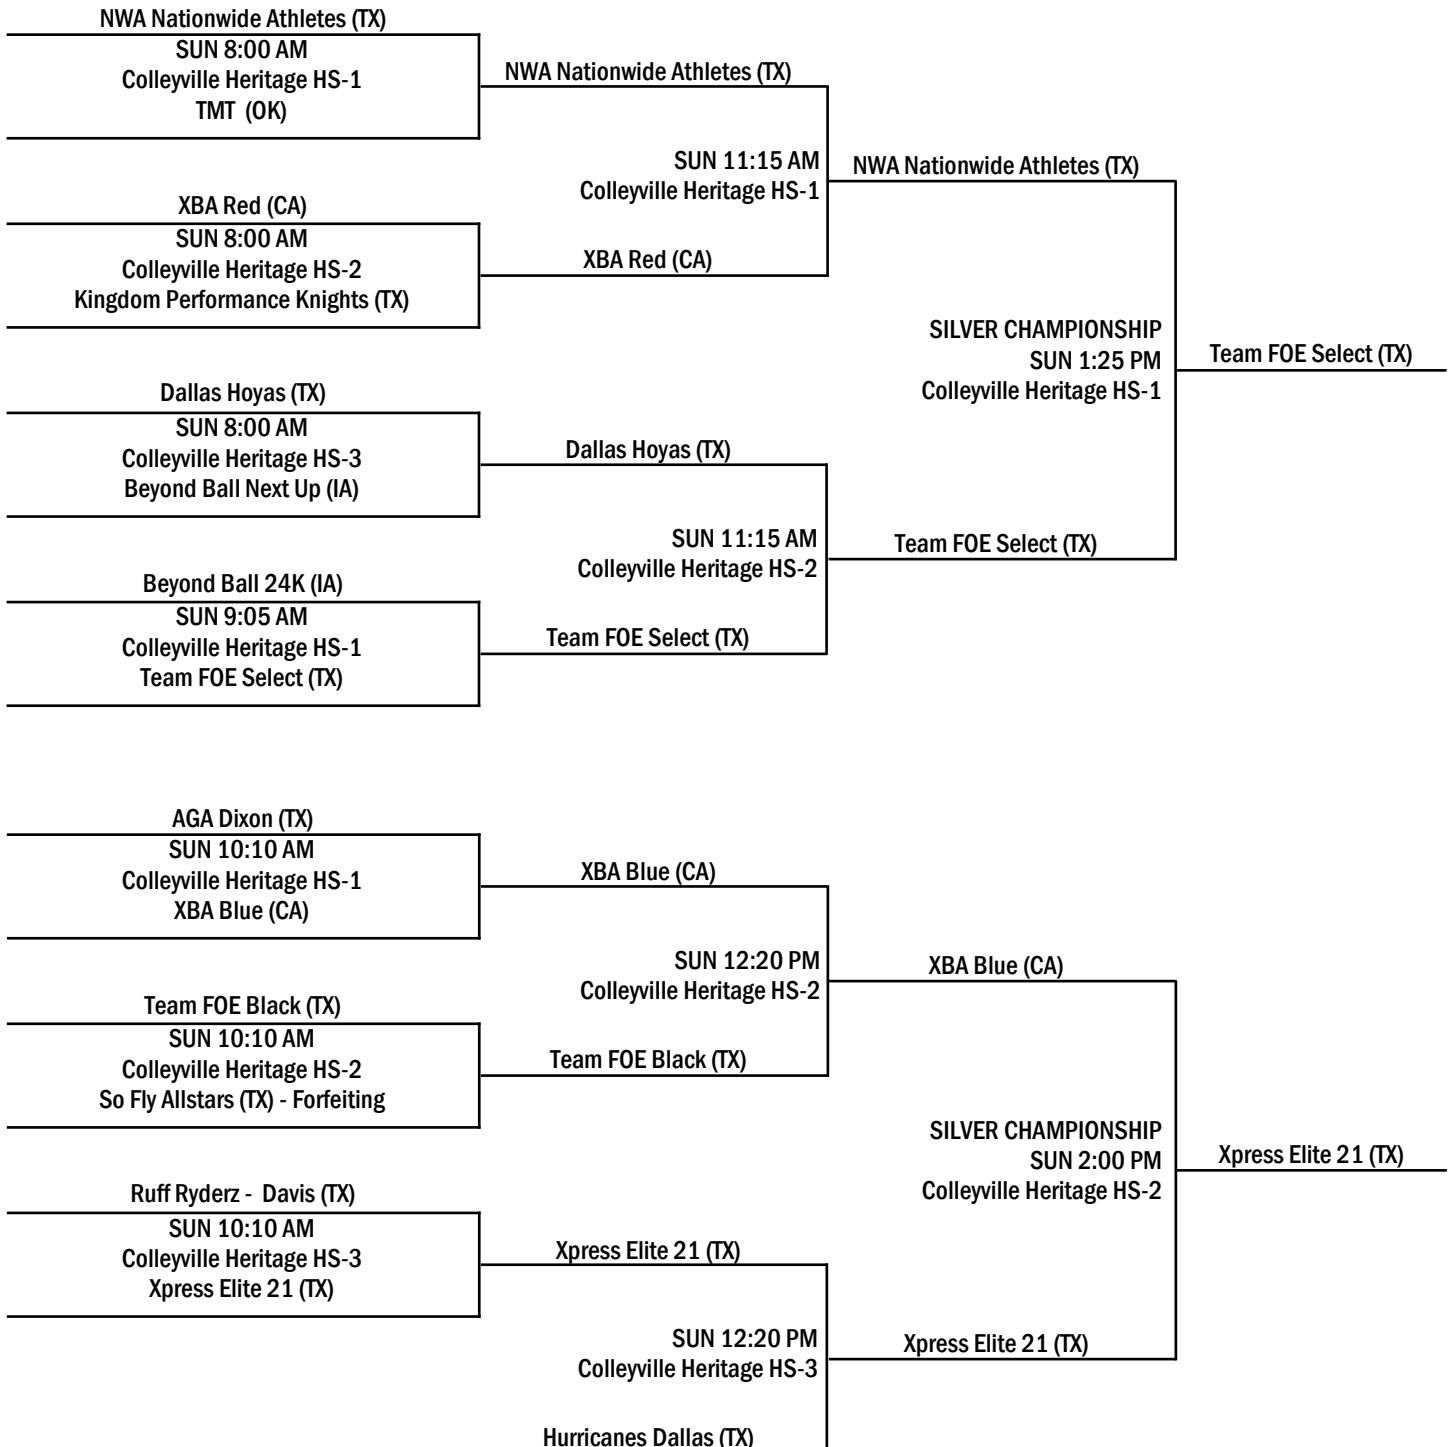 NWA Nationwide Athletes (TX)
SUN 8:00 AM
Colleyville Heritage HS-1
TMT (OK)
NWA Nationwide Athletes (TX)
SUN 11:15 AM
Colleyville Heritage HS-1
NWA Nationwide Athletes (TX)
XBA Red (CA)
SUN 8:00 AM
Colleyville Heritage HS-2
Kingdom Performance Knights (TX)
XBA Red (CA)
SILVER CHAMPIONSHIP
SUN 1:25 PM
Colleyville Heritage HS-1
Team FOE Select (TX)
Dallas Hoyas (TX)
SUN 8:00 AM
Colleyville Heritage HS-3
Beyond Ball Next Up (IA)
Dallas Hoyas (TX)
SUN 11:15 AM
Colleyville Heritage HS-2
Team FOE Select (TX)
Beyond Ball 24K (IA)
SUN 9:05 AM
Colleyville Heritage HS-1
Team FOE Select (TX)
Team FOE Select (TX)
AGA Dixon (TX)
SUN 10:10 AM
Colleyville Heritage HS-1
XBA Blue (CA)
XBA Blue (CA)
SUN 12:20 PM
Colleyville Heritage HS-2
XBA Blue (CA)
Team FOE Black (TX)
SUN 10:10 AM
Colleyville Heritage HS-2
So Fly Allstars (TX) - Forfeiting
Team FOE Black (TX)
SILVER CHAMPIONSHIP
SUN 2:00 PM
Colleyville Heritage HS-2
Xpress Elite 21 (TX)
Ruff Ryderz - Davis (TX)
SUN 10:10 AM
Colleyville Heritage HS-3
Xpress Elite 21 (TX)
Xpress Elite 21 (TX)
SUN 12:20 PM
Colleyville Heritage HS-3
Xpress Elite 21 (TX)
Hurricanes Dallas (TX)